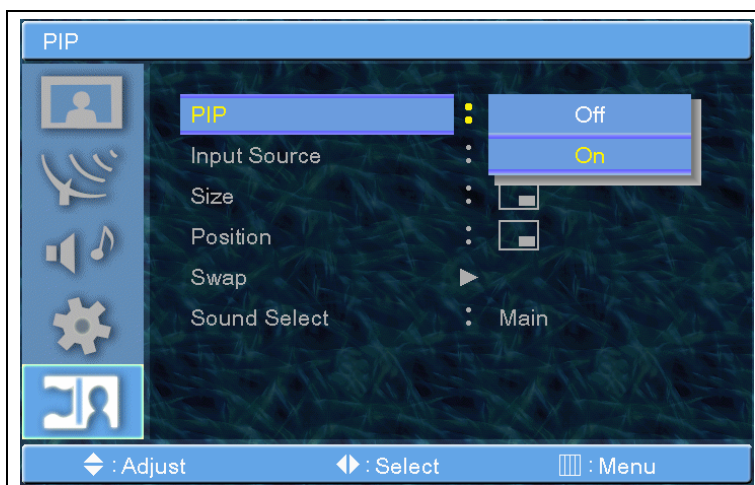 PIP
PIP : Off
Input Source : On
Size :
Position :
Swap
Sound Select : Main
: Adjust : Select : Menu